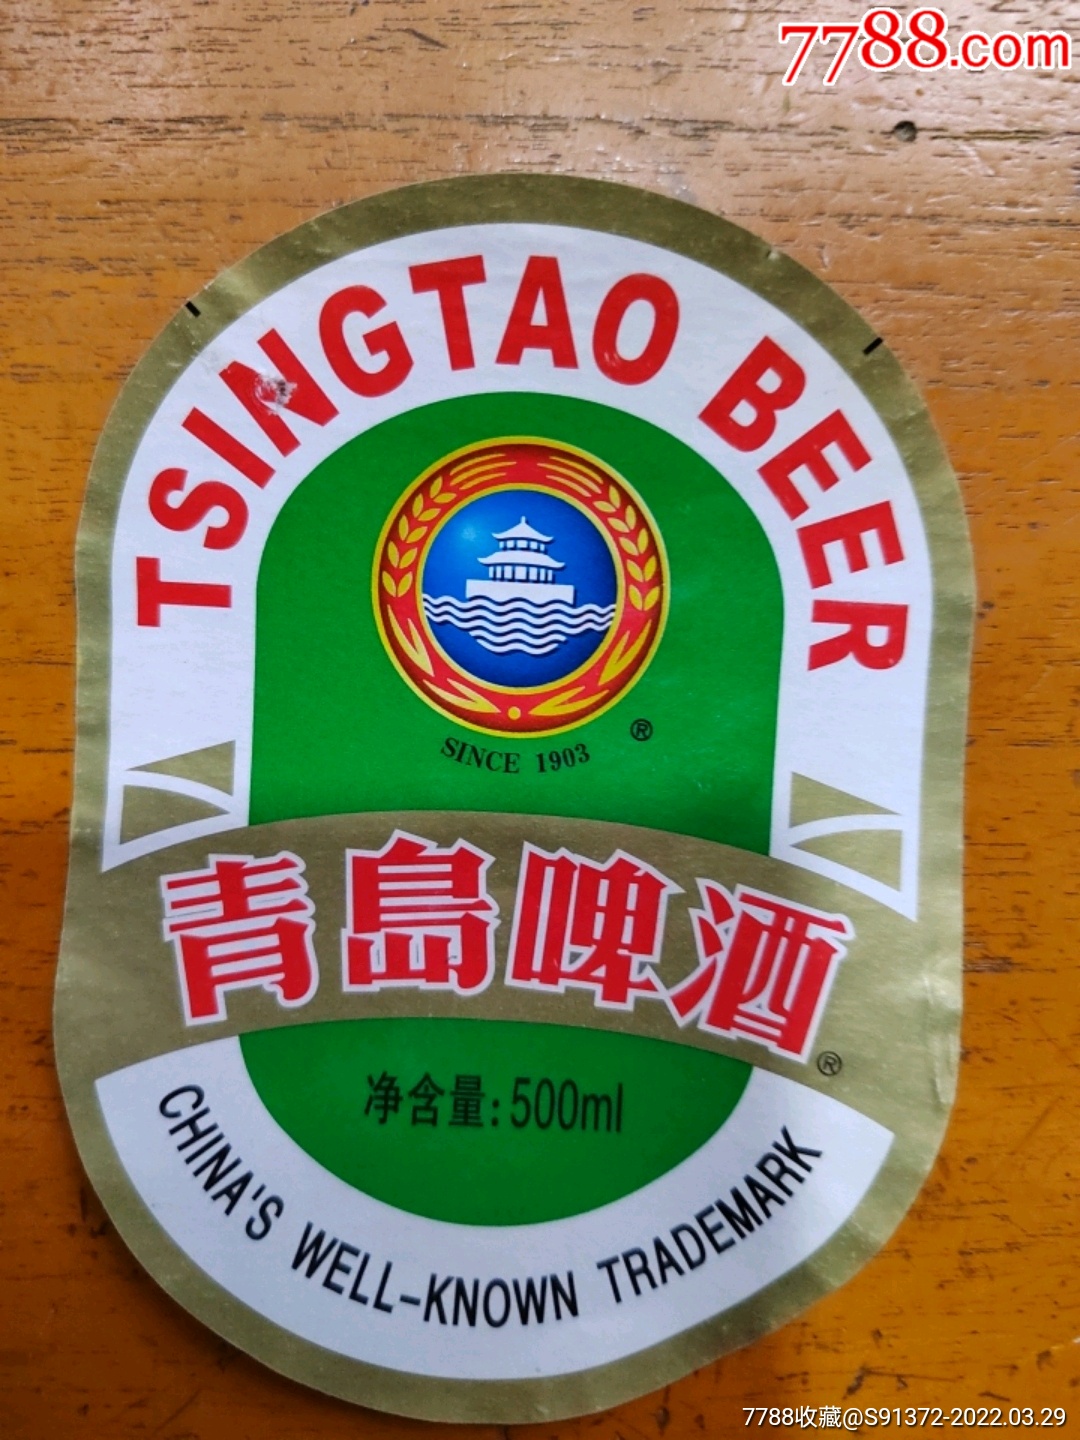 7788.com
TSINGTAO BEER
SINCE 1903
®
青島啤酒
®
净含量:500ml
CHINA'S WELL-KNOWN TRADEMARK
7788收藏@S91372-2022.03.29